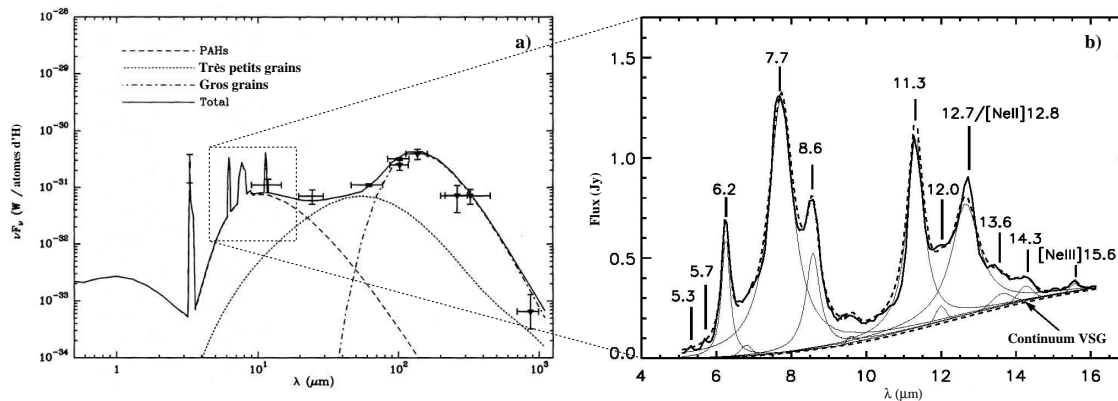 a)
PAHs
Très petits grains
Gros grains
Total
10⁻²⁸
10⁻²⁹
10⁻³⁰
10⁻³¹
10⁻³²
10⁻³³
10⁻³⁴
νFν (W / atomes d'H)
1 10 10² 10³
λ (μm)
b)
7.7
11.3
12.7/[NeII]12.8
8.6
6.2
12.0
13.6
14.3
[NeIII]15.6
5.7
5.3
Continuum VSG
1.5
1.0
0.5
0.0
Flux (Jy)
4 6 8 10 12 14 16
λ (μm)